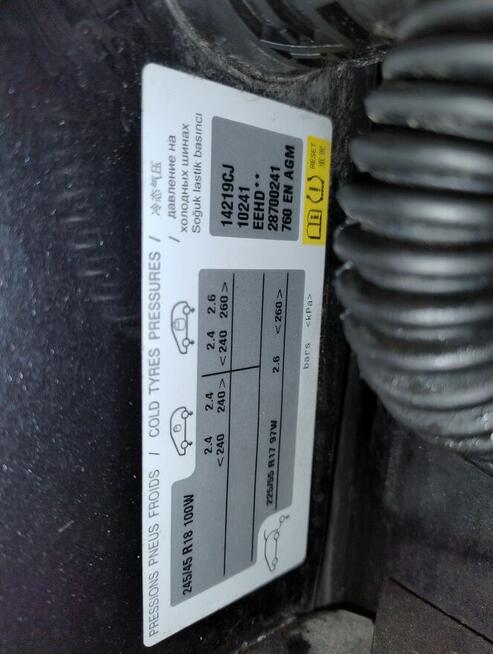 PRESSIONS PNEUS FROIDS / COLD TYRES PRESSURES / 冷态气压
/ давление на
холодных шинах
Soğuk lastik basıncı
14219CJ
10241
EEHD**
28700241
760 EN AGM
RESET
245/45 R18 100W
2.4 2.4
<240 240>
2.4 2.6
<240 260>
225/55 R17 97W
2.6 <260>
bars <kPa>